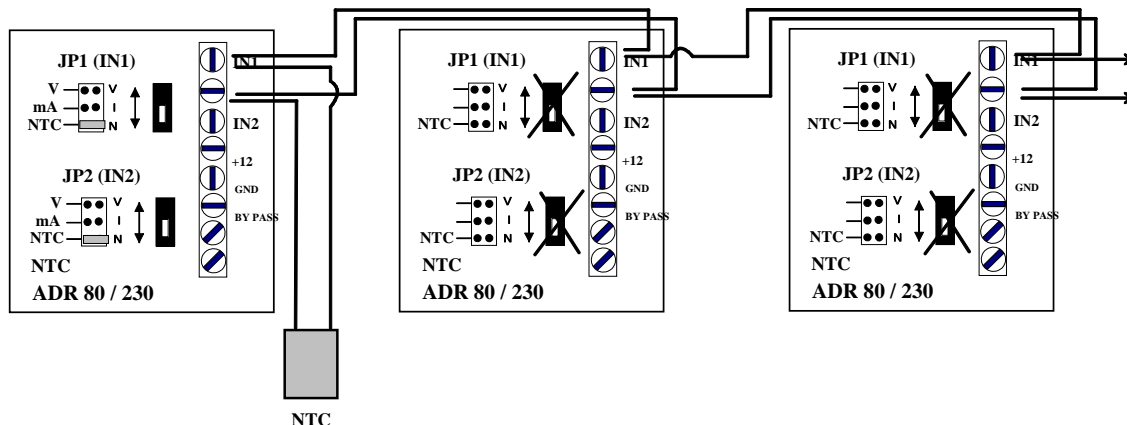 JP1 (IN1)
V V
mA I
NTC N
JP2 (IN2)
V V
mA I
NTC N
NTC
ADR 80 / 230
IN1
IN2
+12
GND
BY PASS
NTC
JP1 (IN1)
V
I
NTC N
JP2 (IN2)
V
I
NTC N
NTC
ADR 80 / 230
IN1
IN2
+12
GND
BY PASS
JP1 (IN1)
V
I
NTC N
JP2 (IN2)
V
I
NTC N
NTC
ADR 80 / 230
IN1
IN2
+12
GND
BY PASS